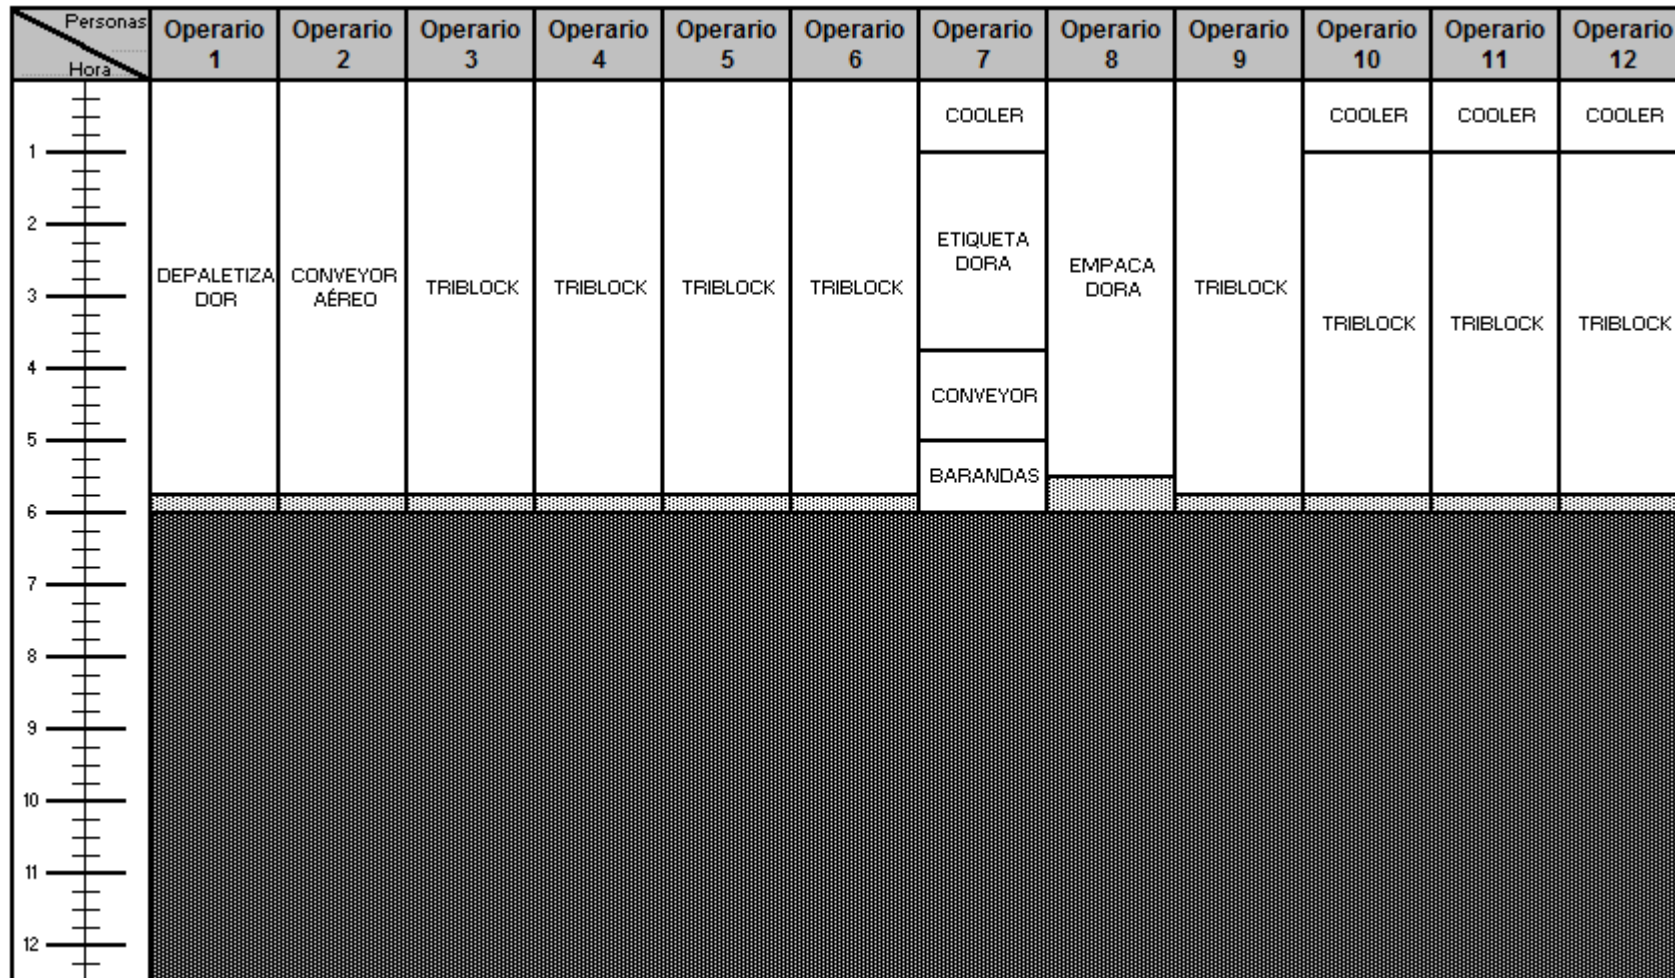 Personas
Hora
Operario 1
Operario 2
Operario 3
Operario 4
Operario 5
Operario 6
Operario 7
Operario 8
Operario 9
Operario 10
Operario 11
Operario 12
COOLER
COOLER
COOLER
COOLER
1
2
ETIQUETA
DORA
EMPACA
DORA
DEPALETIZA
DOR
CONVEYOR
AÉREO
TRIBLOCK
TRIBLOCK
TRIBLOCK
TRIBLOCK
TRIBLOCK
3
TRIBLOCK
TRIBLOCK
TRIBLOCK
4
CONVEYOR
5
BARANDAS
6
7
8
9
10
11
12